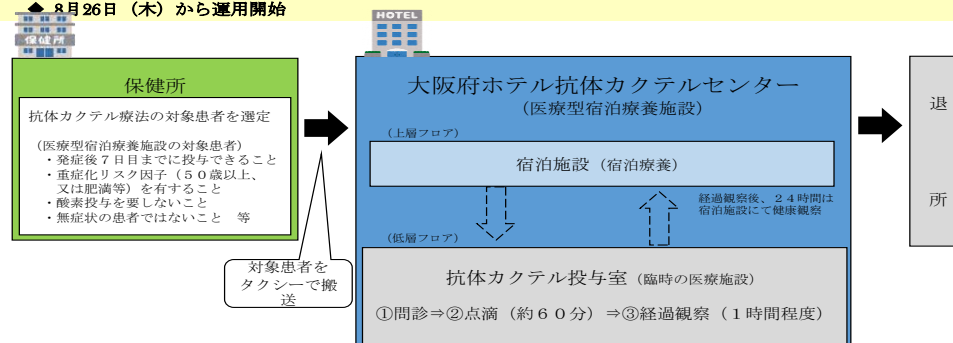 ◆ 8月26日（木）から運用開始
保健所
HOTEL
保健所
抗体カクテル療法の対象患者を選定
（医療型宿泊療養施設の対象患者）
・発症後７日目までに投与できること
・重症化リスク因子（５０歳以上、
又は肥満等）を有すること
・酸素投与を要しないこと
・無症状の患者ではないこと　等
対象患者を
タクシーで搬
送
大阪府ホテル抗体カクテルセンター
（医療型宿泊療養施設）
（上層フロア）
宿泊施設（宿泊療養）
経過観察後、２４時間は
宿泊施設にて健康観察
（低層フロア）
抗体カクテル投与室（臨時の医療施設）
①問診⇒②点滴（約６０分）⇒③経過観察（１時間程度）
退
所